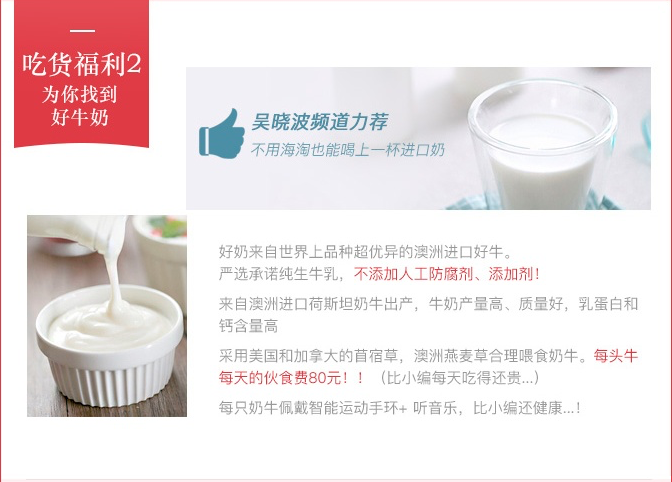 吃货福利2
为你找到
好牛奶
吴晓波频道力荐
不用海淘也能喝上一杯进口奶
好奶来自世界上品种超优异的澳洲进口好牛。
严选承诺纯生牛乳，不添加人工防腐剂、添加剂！
来自澳洲进口荷斯坦奶牛出产，牛奶产量高、质量好，乳蛋白和
钙含量高
采用美国和加拿大的苜宿草，澳洲燕麦草合理喂食奶牛。每头牛
每天的伙食费80元！！（比小编每天吃得还贵...）
每只奶牛佩戴智能运动手环+ 听音乐，比小编还健康...!